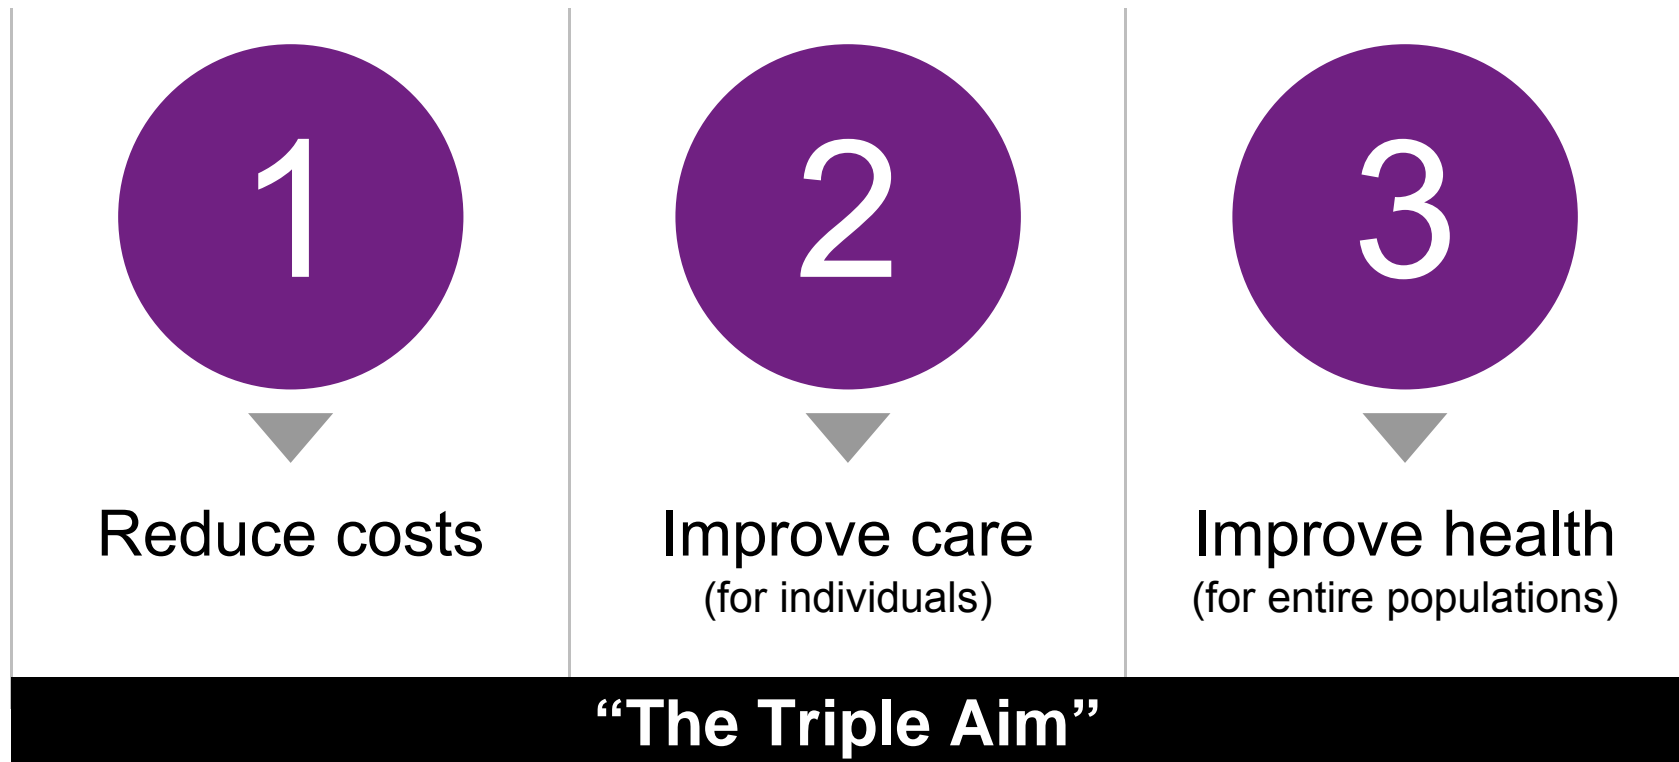 1
Reduce costs
2
Improve care
(for individuals)
3
Improve health
(for entire populations)
“The Triple Aim”